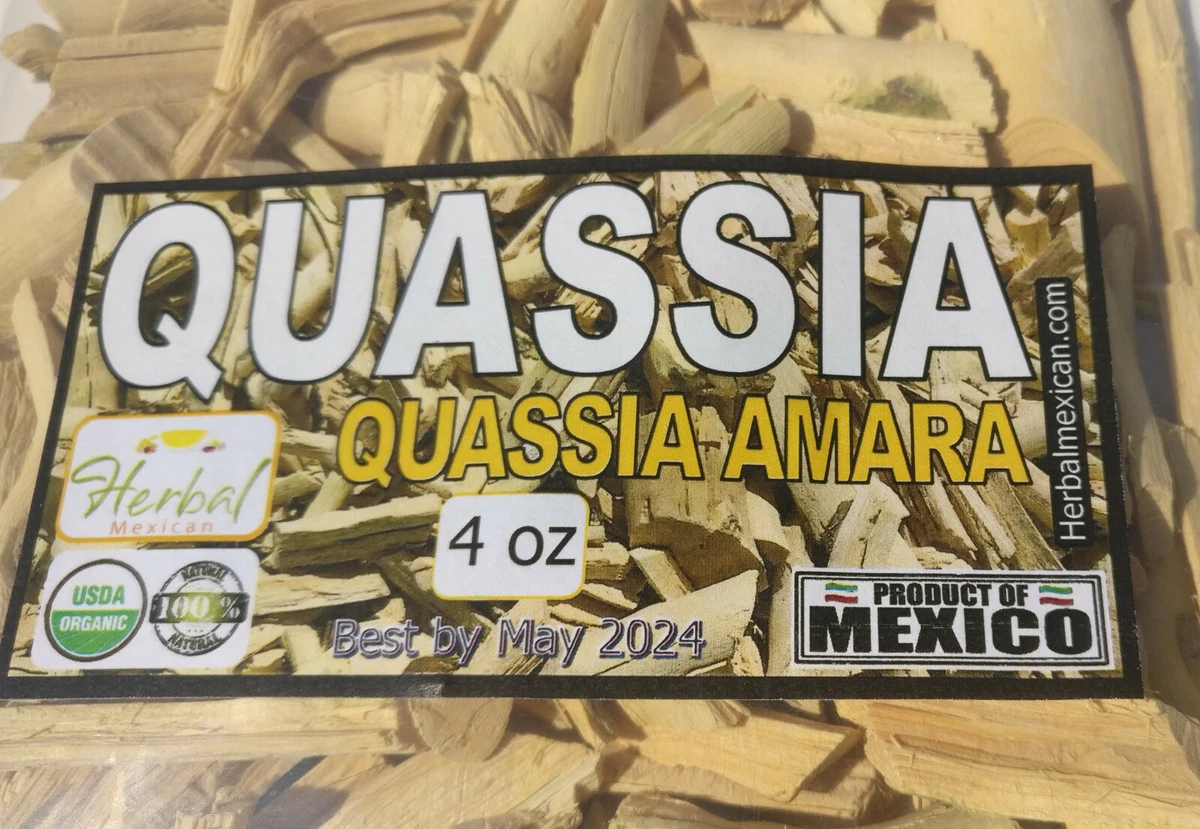 QUASSIA
QUASSIA AMARA
Herbalmexican.com
Herbal
Mexican
4 oz
USDA
ORGANIC
NATURAL
100 %
NATURAL
Best by May 2024
PRODUCT OF
MEXICO